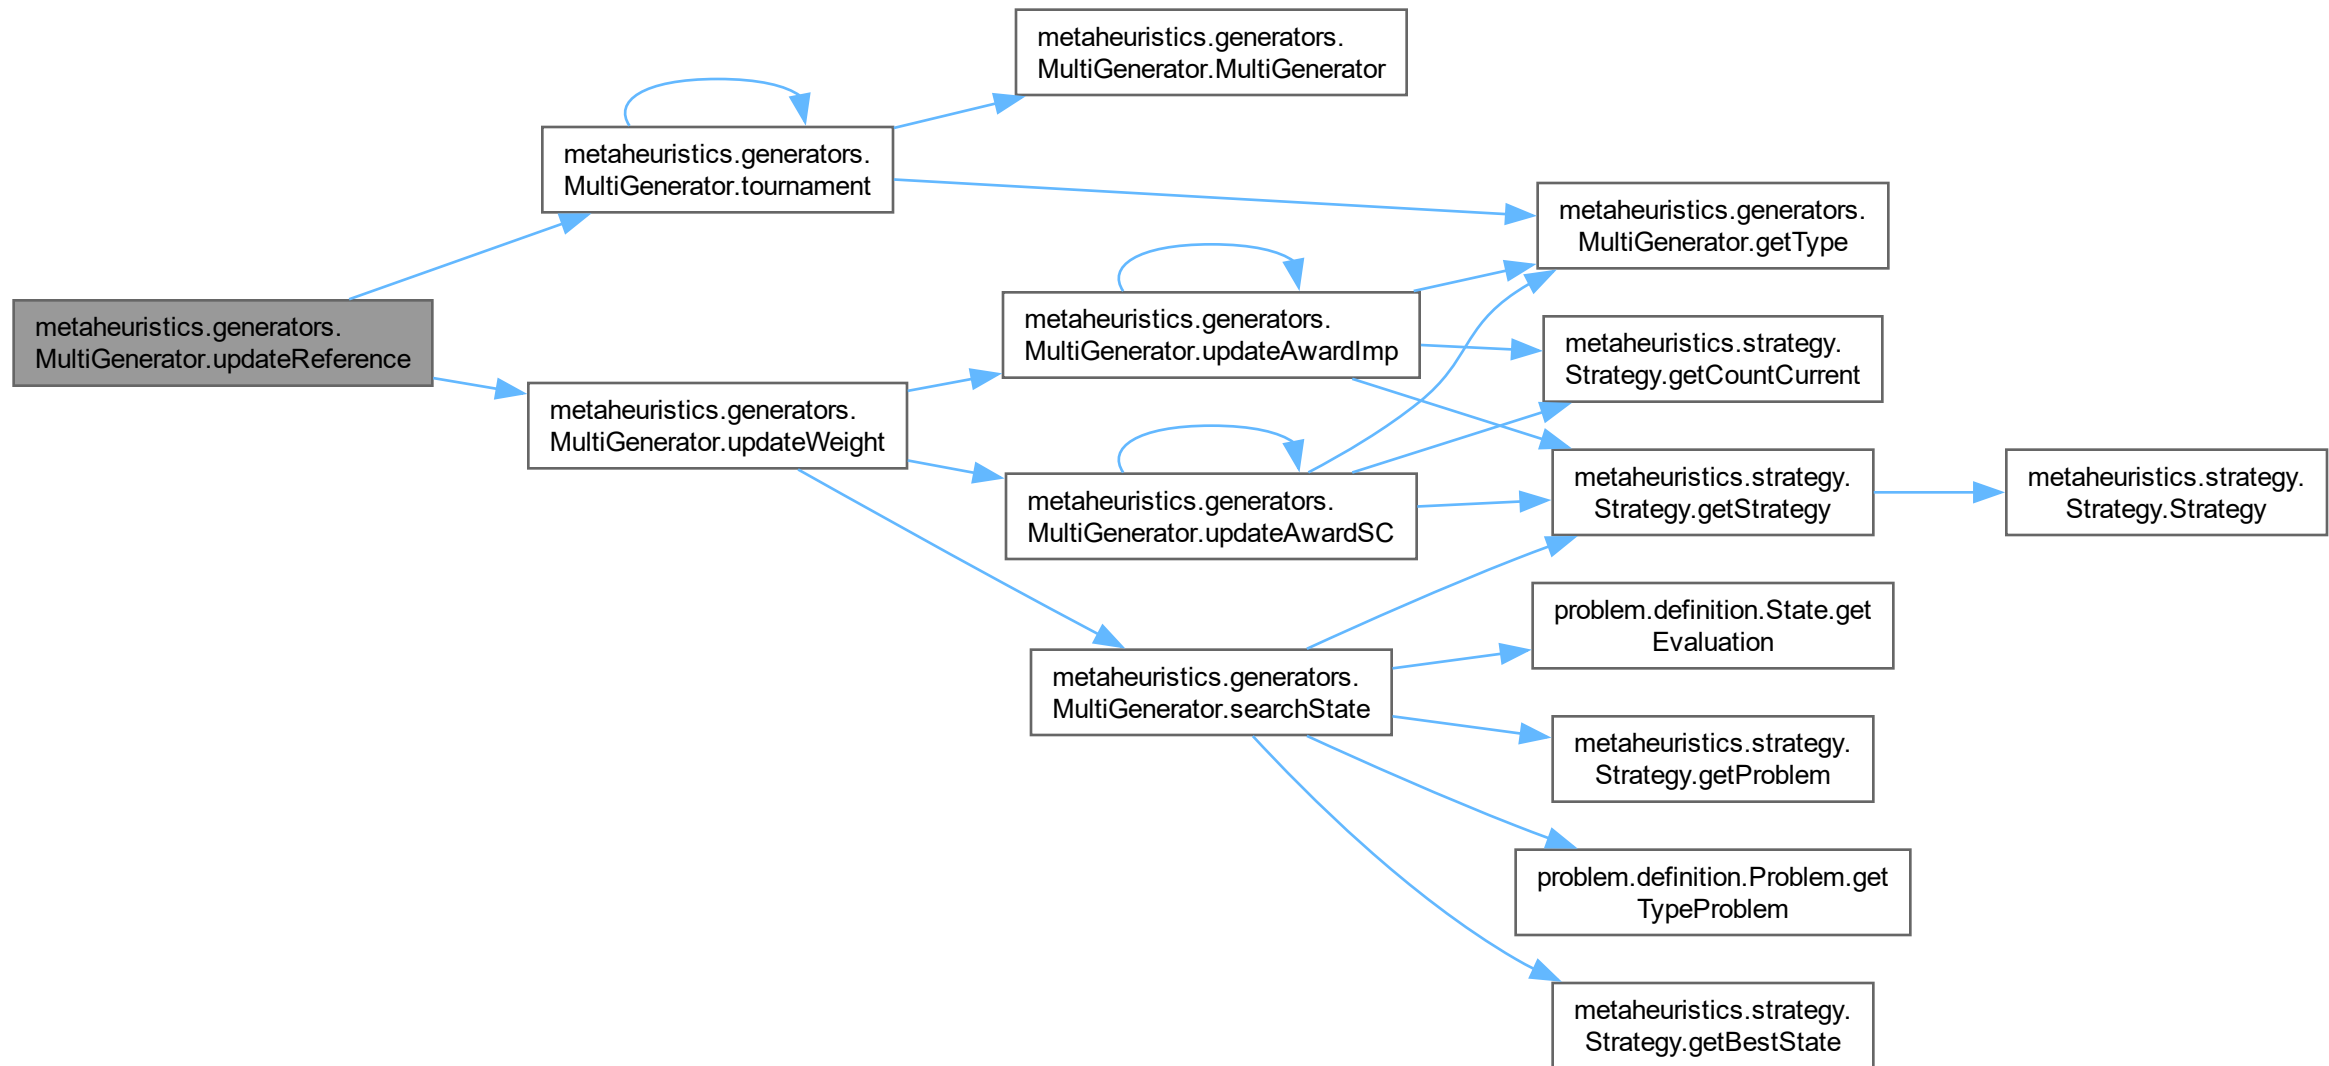 metaheuristics.generators.
MultiGenerator.updateReference
metaheuristics.generators.
MultiGenerator.tournament
metaheuristics.generators.
MultiGenerator.updateWeight
metaheuristics.generators.
MultiGenerator.MultiGenerator
metaheuristics.generators.
MultiGenerator.updateAwardImp
metaheuristics.generators.
MultiGenerator.updateAwardSC
metaheuristics.generators.
MultiGenerator.searchState
metaheuristics.generators.
MultiGenerator.getType
metaheuristics.strategy.
Strategy.getCountCurrent
metaheuristics.strategy.
Strategy.getStrategy
problem.definition.State.get
Evaluation
metaheuristics.strategy.
Strategy.getProblem
problem.definition.Problem.get
TypeProblem
metaheuristics.strategy.
Strategy.getBestState
metaheuristics.strategy.
Strategy.Strategy